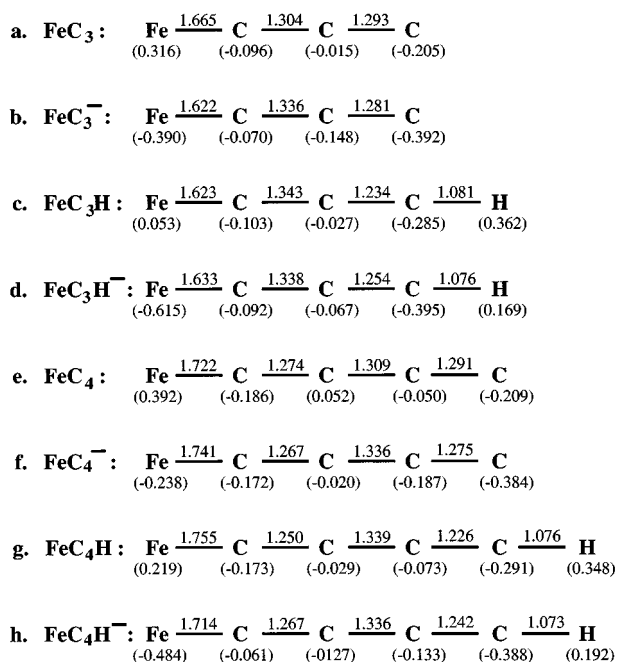 1.665 1.304 1.293
a. FeC3: Fe C C C
(0.316) (-0.096) (-0.015) (-0.205)
1.622 1.336 1.281
b. FeC3−: Fe C C C
(-0.390) (-0.070) (-0.148) (-0.392)
1.623 1.343 1.234 1.081
c. FeC3H: Fe C C C H
(0.053) (-0.103) (-0.027) (-0.285) (0.362)
1.633 1.338 1.254 1.076
d. FeC3H−: Fe C C C H
(-0.615) (-0.092) (-0.067) (-0.395) (0.169)
1.722 1.274 1.309 1.291
e. FeC4: Fe C C C C
(0.392) (-0.186) (0.052) (-0.050) (-0.209)
1.741 1.267 1.336 1.275
f. FeC4−: Fe C C C C
(-0.238) (-0.172) (-0.020) (-0.187) (-0.384)
1.755 1.250 1.339 1.226 1.076
g. FeC4H: Fe C C C C H
(0.219) (-0.173) (-0.029) (-0.073) (-0.291) (0.348)
1.714 1.267 1.336 1.242 1.073
h. FeC4H−: Fe C C C C H
(-0.484) (-0.061) (-0127) (-0.133) (-0.388) (0.192)